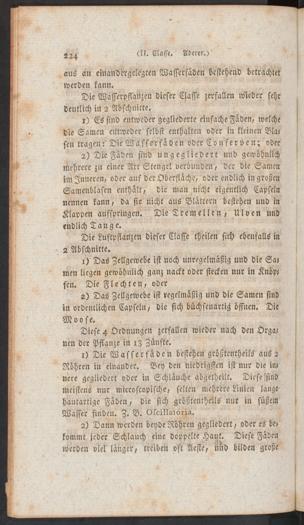 224 (II. Classe. Aderer.)
aus an einandergelegten Wasserfäden bestehend betrachtet
werden kann.
Die Wasserpflanzen dieser Classe zerfallen wieder sehr
deutlich in 2 Abschnitte.
1) Es sind entweder gegliederte einfache Fäden, welche
die Samen entweder selbst enthalten oder in kleinen Bla-
sen tragen: Die Wasserfäden oder Conferven; oder
2) Die Fäden sind ungegliedert und gewöhnlich
mehrere zu einer Art Stengel verbunden, der die Samen
im Inneren, oder auf der Oberfläche, oder endlich in großen
Samenblasen enthält, die man nicht eigentlich Capseln
nennen kann, da sie nicht aus Blättern bestehen und in
Klappen aufspringen. Die Tremellen, Ulven und
endlich Tange.
Die Luftpflanzen dieser Classe theilen sich ebenfalls in
2 Abschnitte.
1) Das Zellgewebe ist noch unregelmäßig und die Sa-
men liegen gewöhnlich ganz nackt oder stecken nur in Knöp-
fen. Die Flechten, oder
2) Das Zellgewebe ist regelmäßig und die Samen sind
in ordentlichen Capseln, die sich büchsenartig öffnen. Die
Moose.
Diese 4 Ordnungen zerfallen wieder nach den Orga-
nen der Pflanze in 13 Zünfte.
1) Die Wasserfäden bestehen größtentheils aus 2
Röhren in einander. Bey den niedrigsten ist nur die in-
nere gegliedert oder in Schläuche abgetheilt. Diese sind
meistens nur microscopische, selten mehrere Linien lange
hautartige Fäden, die sich größtentheils nur in süßem
Wasser finden. Z. B. Oscillatoria.
2) Dann werden beyde Röhren gegliedert, oder es be-
kommt jeder Schlauch eine doppelte Haut. Diese Fäden
werden viel länger, treiben oft Aeste, und bilden große